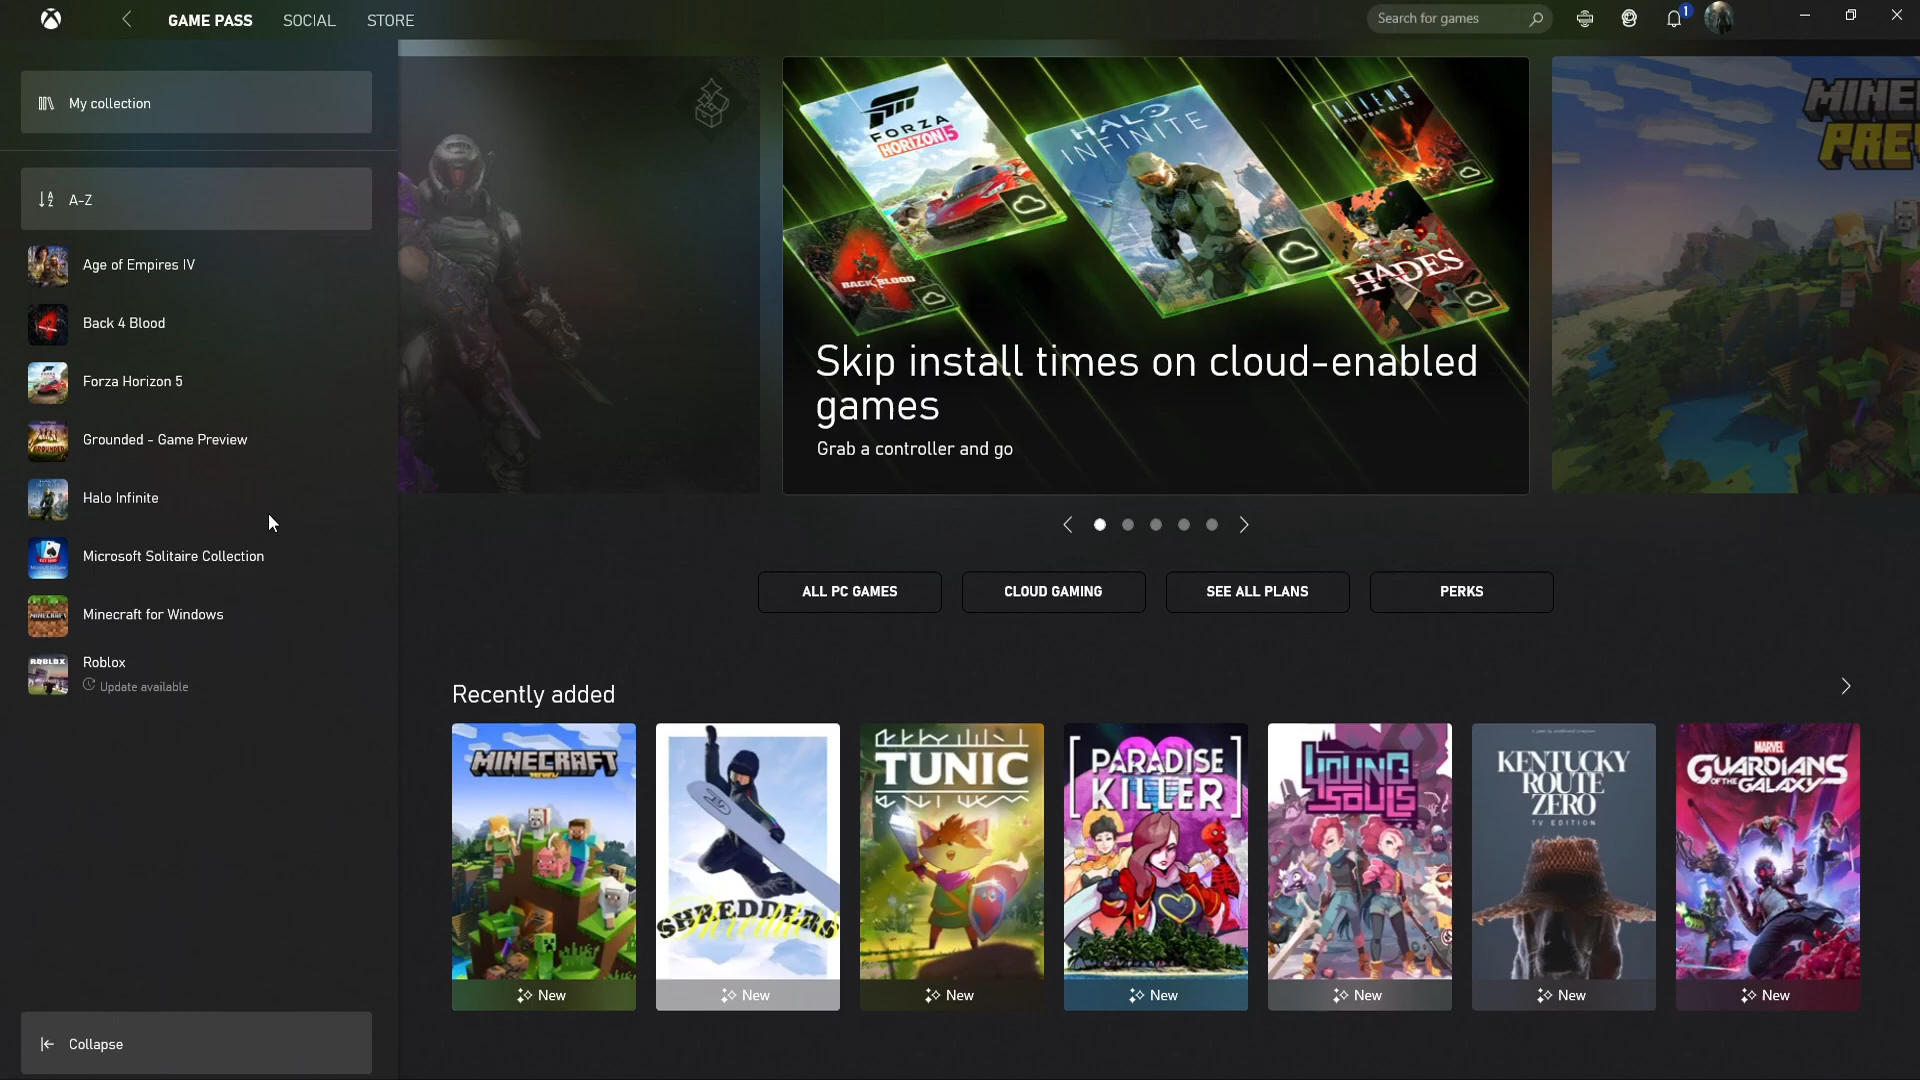 GAME PASS
SOCIAL
STORE
Search for games
1
My collection
A-Z
Age of Empires IV
Back 4 Blood
Forza Horizon 5
Grounded - Game Preview
Halo Infinite
Microsoft Solitaire Collection
Minecraft for Windows
ROBLOX
Roblox
Update available
Collapse
FORZA
HORIZON 5
HALO
INFINITE
ALIENS
FIRETEAM ELITE
BACK 4 BLOOD
HADES
Skip install times on cloud-enabled
games
Grab a controller and go
ALL PC GAMES
CLOUD GAMING
SEE ALL PLANS
PERKS
Recently added
MINECRAFT
New
SHREDDERS
Shredders
New
TUNIC
New
PARADISE
KILLER
New
YOUNG
SOULS
New
KENTUCKY
ROUTE
ZERO
TV EDITION
New
MARVEL
GUARDIANS
OF THE GALAXY
New